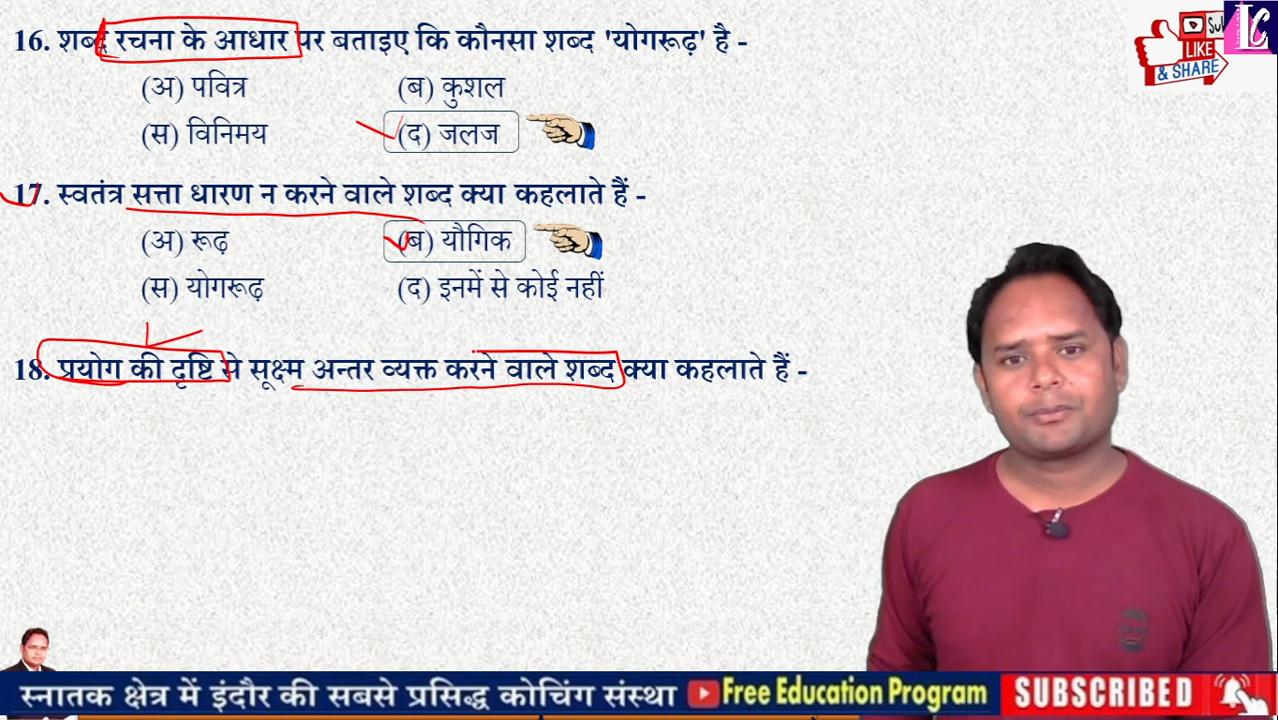 16. शब्द रचना के आधार पर बताइए कि कौनसा शब्द 'योगरूढ़' है -
(अ) पवित्र (ब) कुशल
(स) विनिमय (द) जलज
17. स्वतंत्र सत्ता धारण न करने वाले शब्द क्या कहलाते हैं -
(अ) रूढ़ (ब) यौगिक
(स) योगरूढ़ (द) इनमें से कोई नहीं
18. प्रयोग की दृष्टि से सूक्ष्म अन्तर व्यक्त करने वाले शब्द क्या कहलाते हैं -
LIKE
& SHARE
LC
स्नातक क्षेत्र में इंदौर की सबसे प्रसिद्ध कोचिंग संस्था Free Education Program SUBSCRIBED